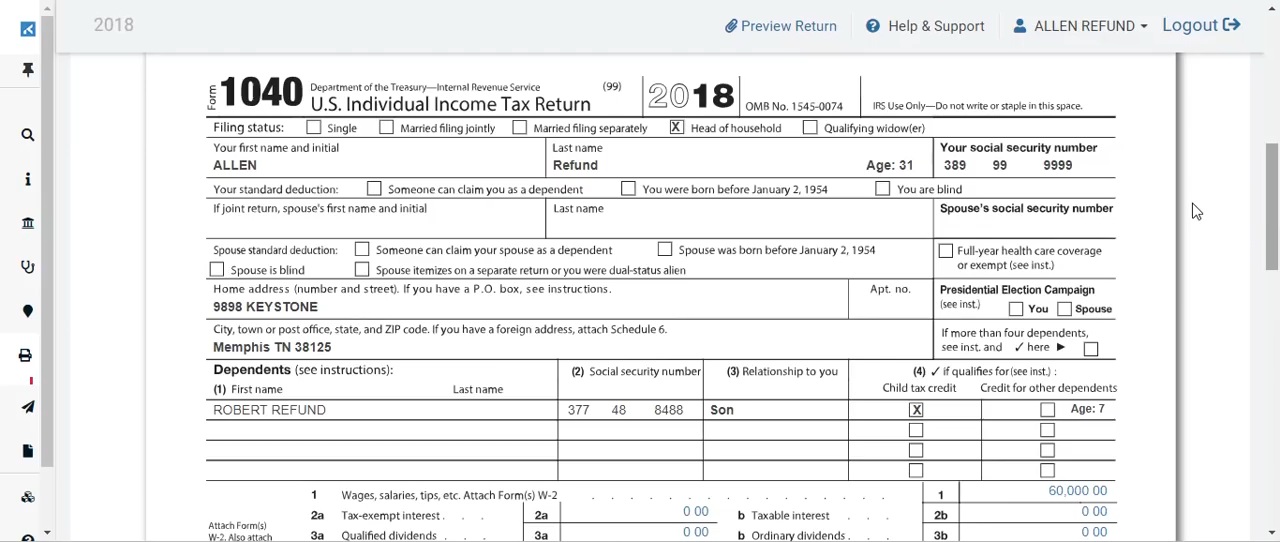 2018 Preview Return Help & Support ALLEN REFUND Logout
Form 1040 Department of the Treasury—Internal Revenue Service (99) 2018 OMB No. 1545-0074 IRS Use Only—Do not write or staple in this space.
U.S. Individual Income Tax Return
Filing status: Single Married filing jointly Married filing separately X Head of household Qualifying widow(er)
Your first name and initial Last name Your social security number
ALLEN Refund Age: 31 389 99 9999
Your standard deduction: Someone can claim you as a dependent You were born before January 2, 1954 You are blind
If joint return, spouse's first name and initial Last name Spouse's social security number
Spouse standard deduction: Someone can claim your spouse as a dependent Spouse was born before January 2, 1954 Full-year health care coverage
Spouse is blind Spouse itemizes on a separate return or you were dual-status alien or exempt (see inst.)
Home address (number and street). If you have a P.O. box, see instructions. Apt. no. Presidential Election Campaign
9898 KEYSTONE (see inst.) You Spouse
City, town or post office, state, and ZIP code. If you have a foreign address, attach Schedule 6. If more than four dependents,
Memphis TN 38125 see inst. and ✓ here ▶
Dependents (see instructions): (2) Social security number (3) Relationship to you (4) ✓ if qualifies for (see inst.) :
(1) First name Last name Child tax credit Credit for other dependents
ROBERT REFUND 377 48 8488 Son X Age: 7
1 Wages, salaries, tips, etc. Attach Form(s) W-2 . . . . . . . . . . . . 1 60,000 00
2a Tax-exempt interest . . . 2a 0 00 b Taxable interest . . . 2b 0 00
Attach Form(s)
W-2. Also attach 3a Qualified dividends . . . 3a 0 00 b Ordinary dividends . . . 3b 0 00